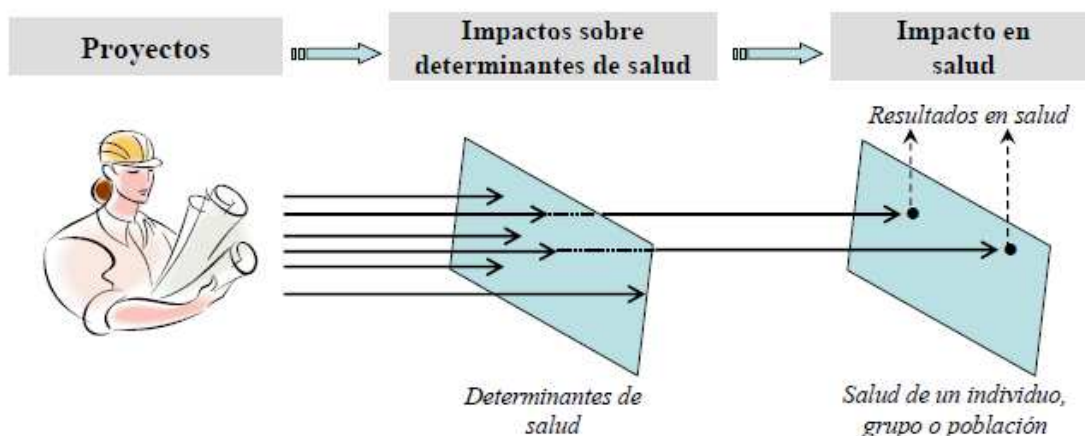 Proyectos
Impactos sobre
determinantes de salud
Impacto en
salud
Resultados en salud
Determinantes de
salud
Salud de un individuo,
grupo o población